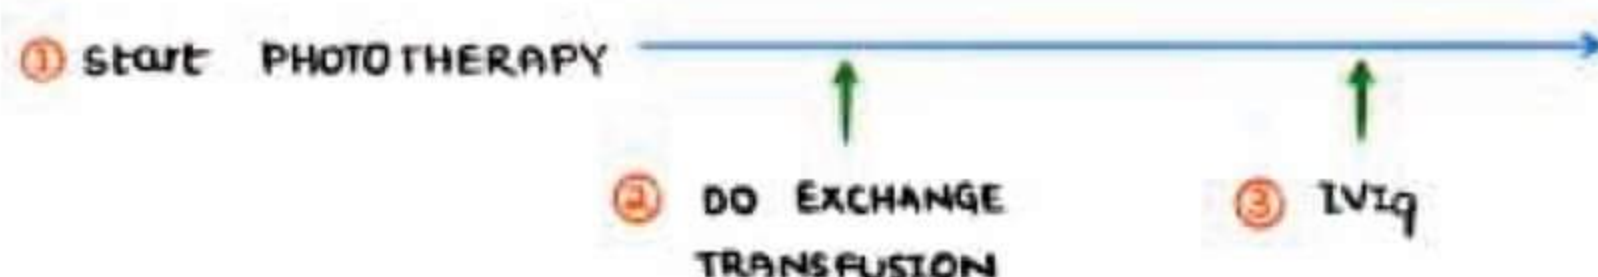 ① Start PHOTOTHERAPY
② DO EXCHANGE
TRANSFUSION
③ IVIg